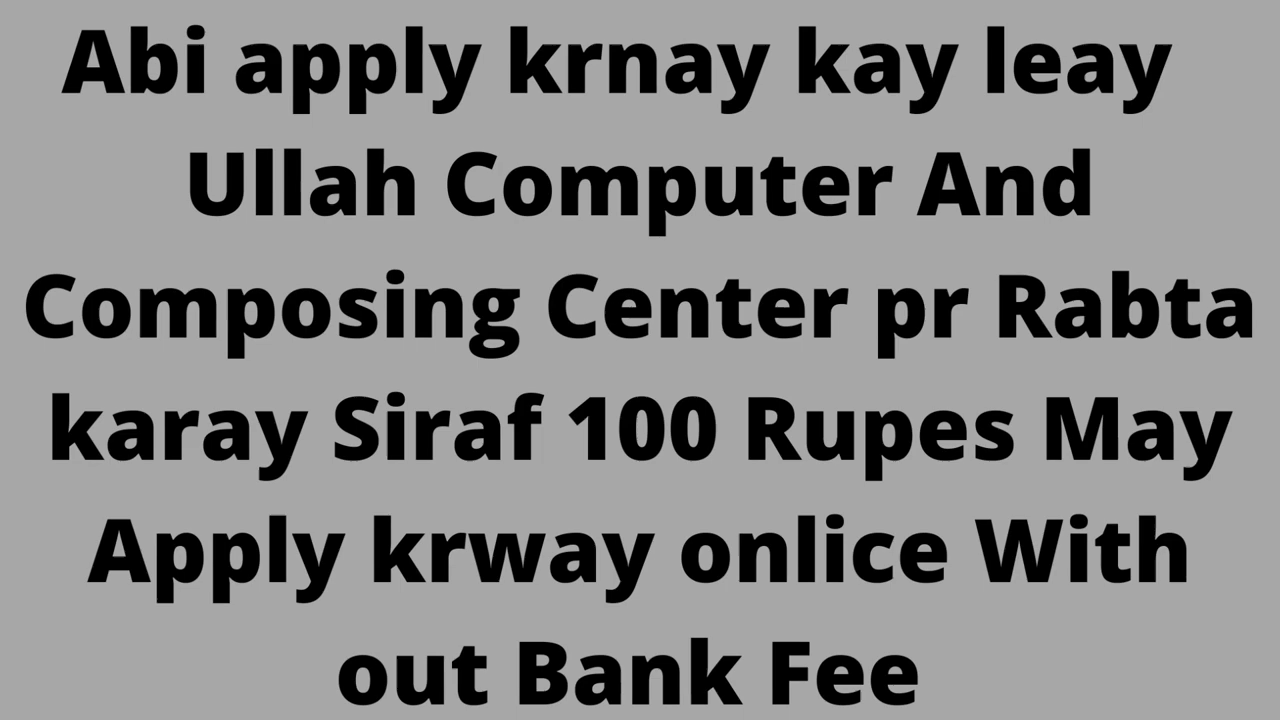 Abi apply krnay kay leay
Ullah Computer And
Composing Center pr Rabta
karay Siraf 100 Rupes May
Apply krway onlice With
out Bank Fee